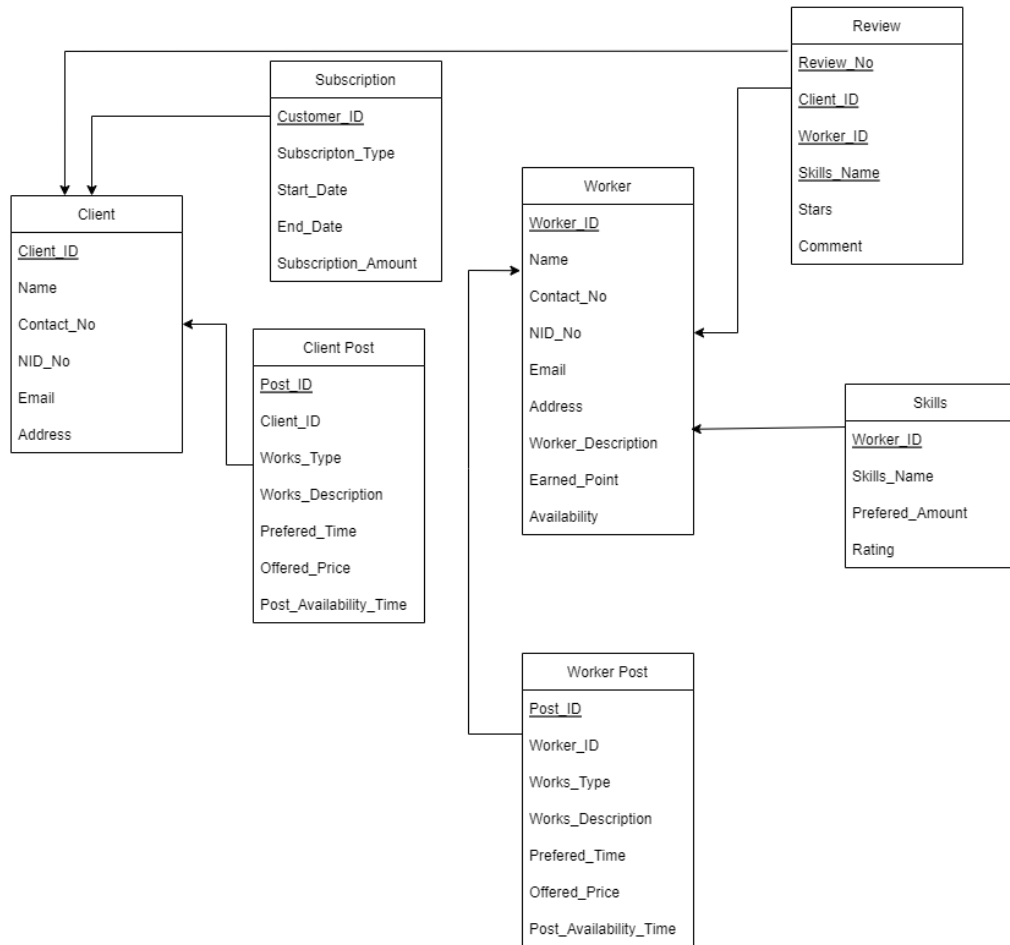 Review
Review_No
Client_ID
Worker_ID
Skills_Name
Stars
Comment
Subscription
Customer_ID
Subscripton_Type
Start_Date
End_Date
Subscription_Amount
Client
Client_ID
Name
Contact_No
NID_No
Email
Address
Client Post
Post_ID
Client_ID
Works_Type
Works_Description
Prefered_Time
Offered_Price
Post_Availability_Time
Worker
Worker_ID
Name
Contact_No
NID_No
Email
Address
Worker_Description
Earned_Point
Availability
Skills
Worker_ID
Skills_Name
Prefered_Amount
Rating
Worker Post
Post_ID
Worker_ID
Works_Type
Works_Description
Prefered_Time
Offered_Price
Post_Availability_Time